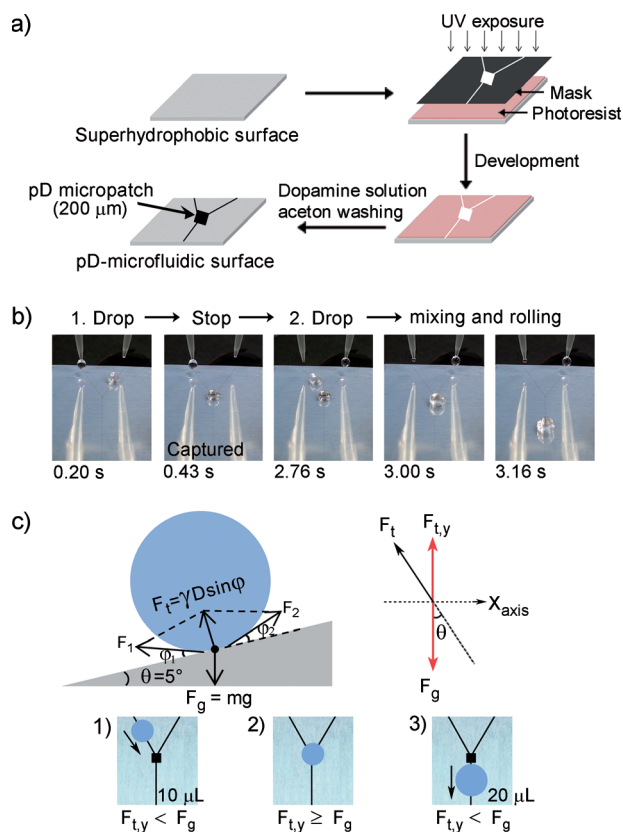 a)
UV exposure
Mask
Photoresist
Superhydrophobic surface
Development
pD micropatch
(200 μm)
Dopamine solution
aceton washing
pD-microfluidic surface
b)
1. Drop → Stop → 2. Drop → mixing and rolling
Captured
0.20 s 0.43 s 2.76 s 3.00 s 3.16 s
c)
Ft=γDsinφ
F1
F2
φ1
φ2
θ=5°
Fg = mg
Ft
Ft,y
Xaxis
θ
Fg
1) 2) 3)
10 μL 20 μL
Ft,y < Fg Ft,y ≥ Fg Ft,y < Fg